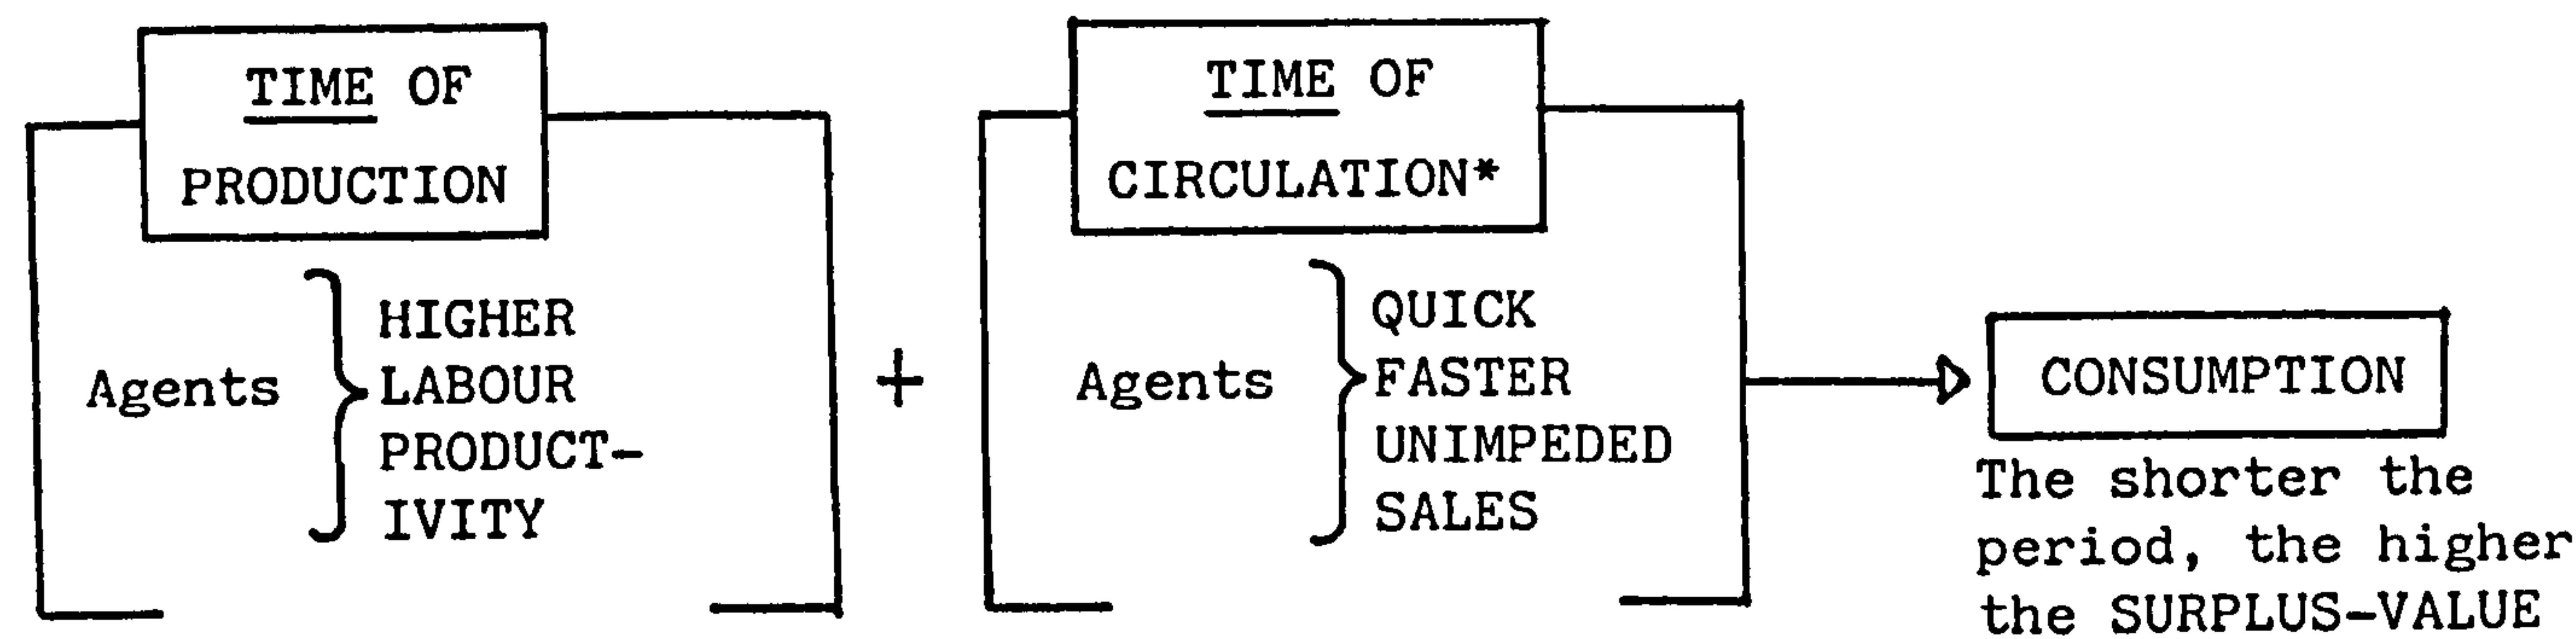 TIME OF
PRODUCTION
Agents
HIGHER
LABOUR
PRODUCT-
IVITY
+
TIME OF
CIRCULATION*
Agents
QUICK
FASTER
UNIMPEDED
SALES
CONSUMPTION
The shorter the
period, the higher
the SURPLUS-VALUE